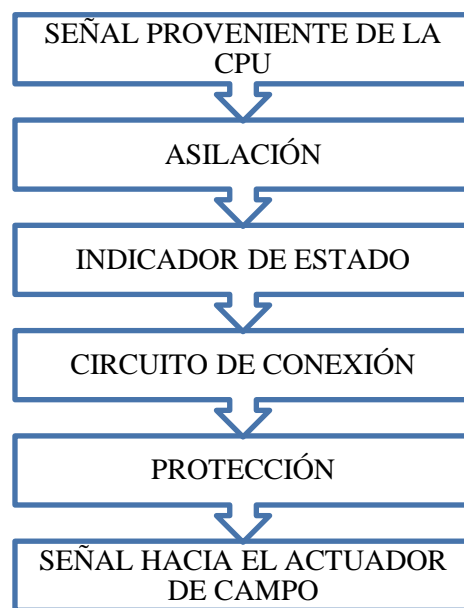 SEÑAL PROVENIENTE DE LA
CPU
ASILACIÓN
INDICADOR DE ESTADO
CIRCUITO DE CONEXIÓN
PROTECCIÓN
SEÑAL HACIA EL ACTUADOR
DE CAMPO